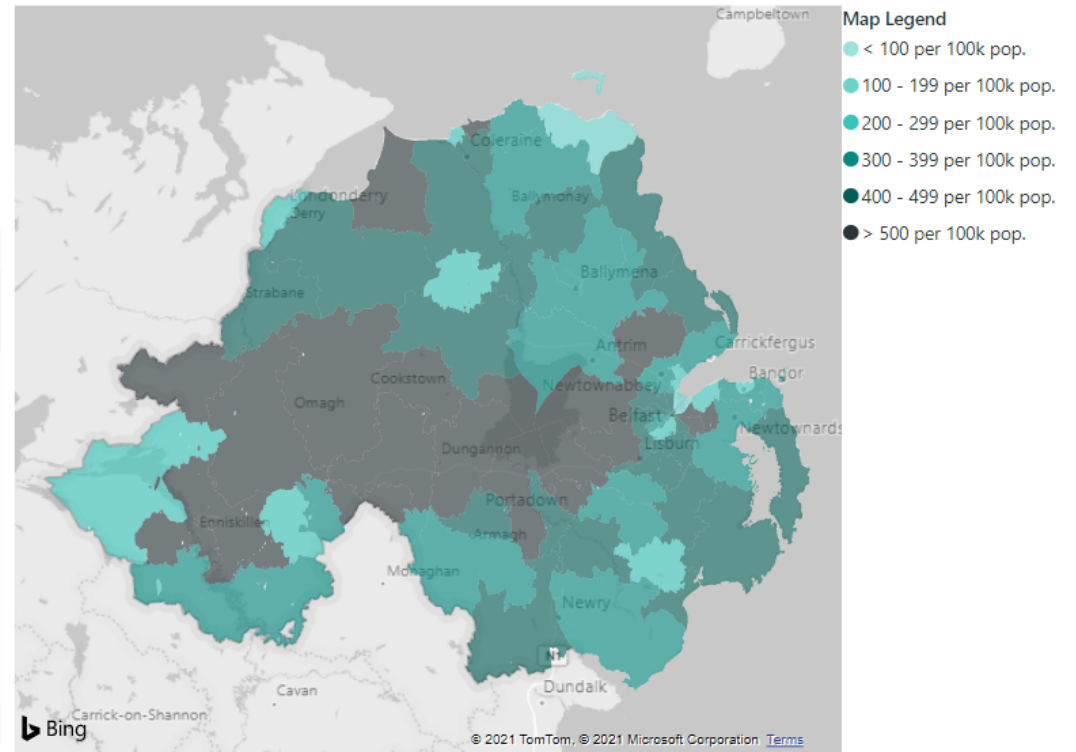 Campbeltown
Map Legend
< 100 per 100k pop.
100 - 199 per 100k pop.
200 - 299 per 100k pop.
300 - 399 per 100k pop.
400 - 499 per 100k pop.
> 500 per 100k pop.
Coleraine
Londonderry
Derry
Ballymoney
Ballymena
Strabane
Antrim
Carrickfergus
Bangor
Cookstown
Newtownabbey
Omagh
Belfast
Newtownards
Lisburn
Dungannon
Portadown
Enniskillen
Armagh
Monaghan
Newry
N1
Dundalk
Cavan
Carrick-on-Shannon
Bing
© 2021 TomTom, © 2021 Microsoft Corporation Terms